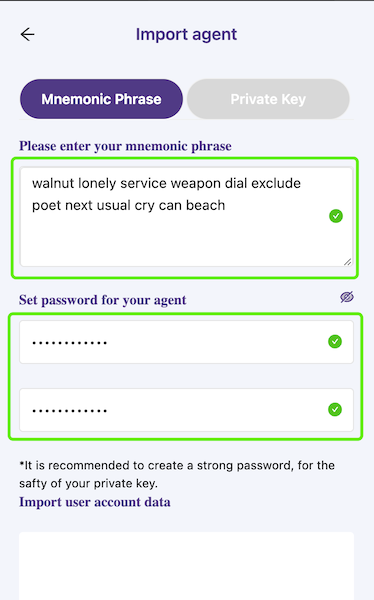 Import agent
Mnemonic Phrase
Private Key
Please enter your mnemonic phrase
walnut lonely service weapon dial exclude
poet next usual cry can beach
Set password for your agent
••••••••••••
••••••••••••
*It is recommended to create a strong password, for the
safty of your private key.
Import user account data